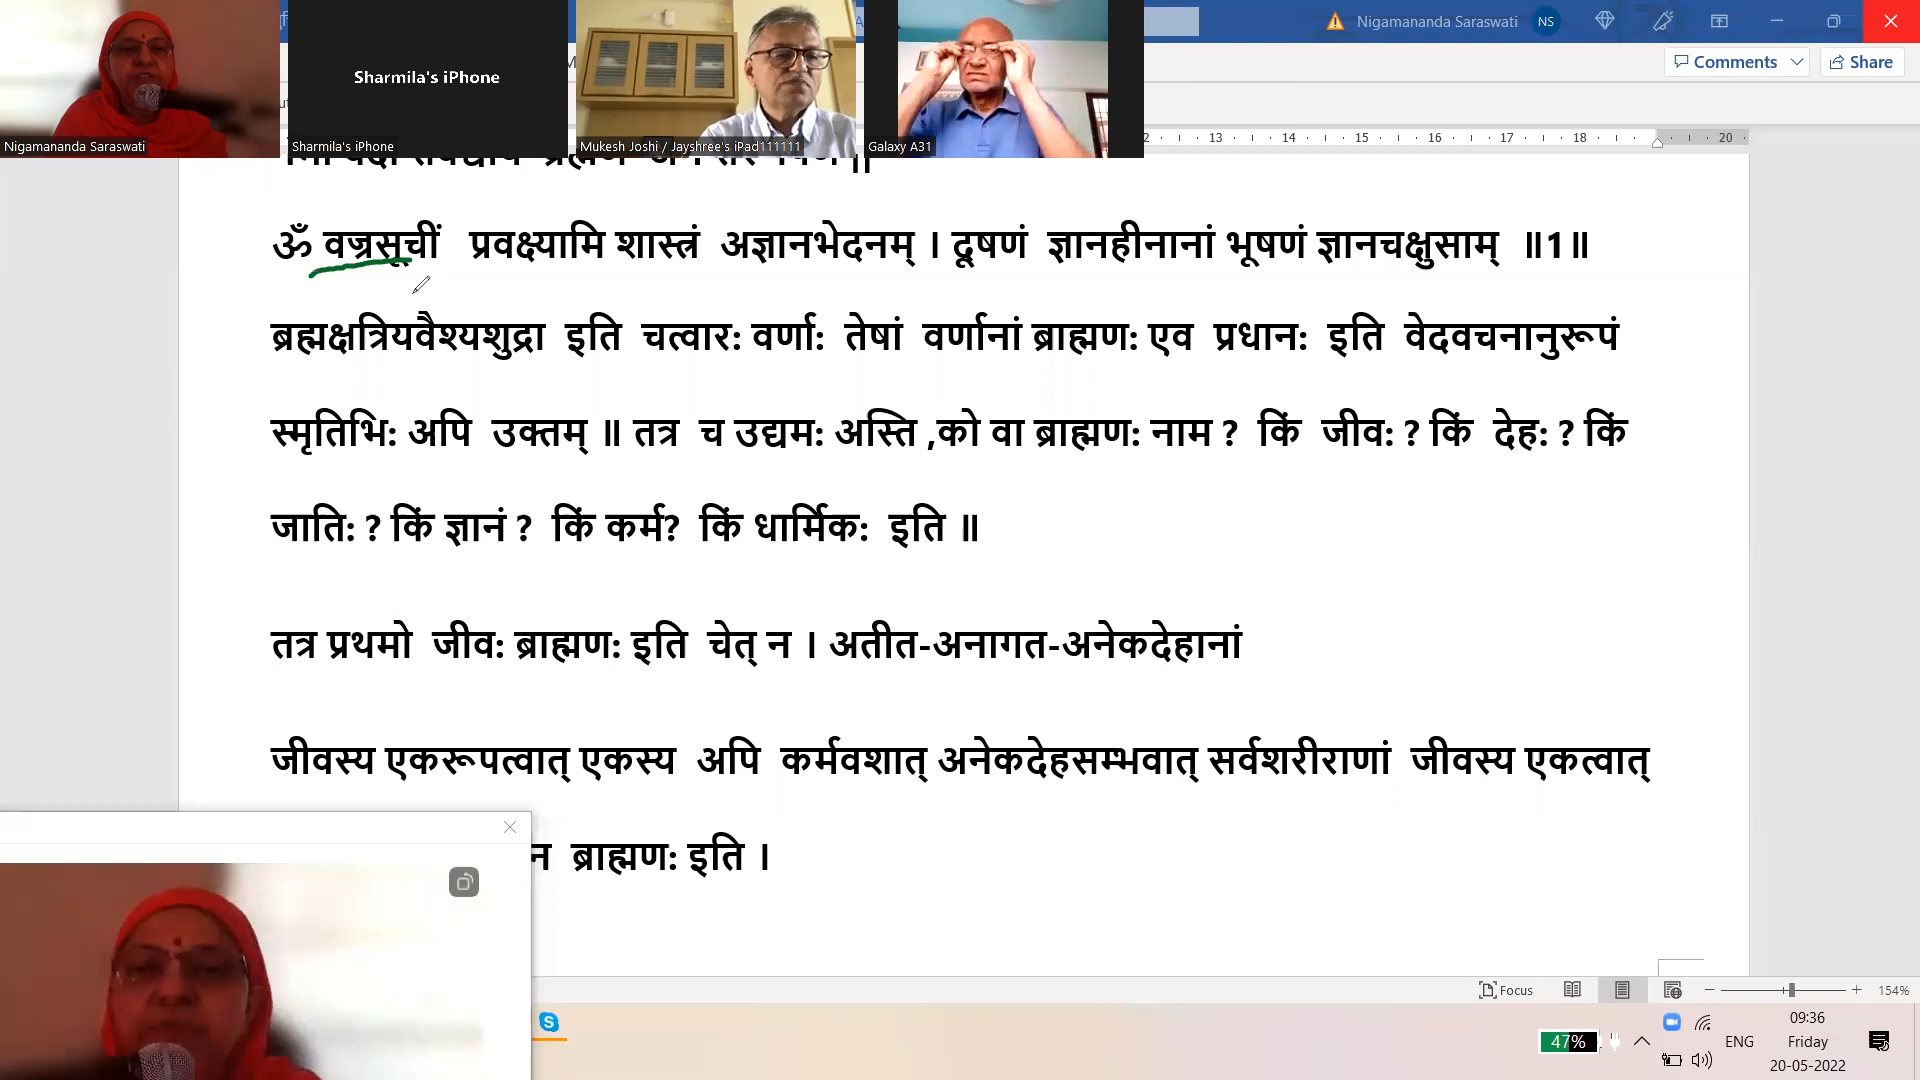 Nigamananda Saraswati NS
Comments Share
Sharmila's iPhone
Nigamananda Saraswati
Sharmila's iPhone
Mukesh Joshi / Jayshree's iPad111111
Galaxy A31
2 13 14 15 16 17 18 20
ॐ वज्रसूचीं प्रवक्ष्यामि शास्त्रं अज्ञानभेदनम् । दूषणं ज्ञानहीनानां भूषणं ज्ञानचक्षुसाम् ॥1॥
ब्रह्मक्षत्रियवैश्यशुद्रा इति चत्वार: वर्णा: तेषां वर्णानां ब्राह्मण: एव प्रधान: इति वेदवचनानुरूपं
स्मृतिभि: अपि उक्तम् ॥ तत्र च उद्यम: अस्ति ,को वा ब्राह्मण: नाम ? किं जीव: ? किं देह: ? किं
जाति: ? किं ज्ञानं ? किं कर्म? किं धार्मिक: इति ॥
तत्र प्रथमो जीव: ब्राह्मण: इति चेत् न । अतीत-अनागत-अनेकदेहानां
जीवस्य एकरूपत्वात् एकस्य अपि कर्मवशात् अनेकदेहसम्भवात् सर्वशरीराणां जीवस्य एकत्वात्
न ब्राह्मण: इति ।
Focus 154%
47% ENG
09:36
Friday
20-05-2022